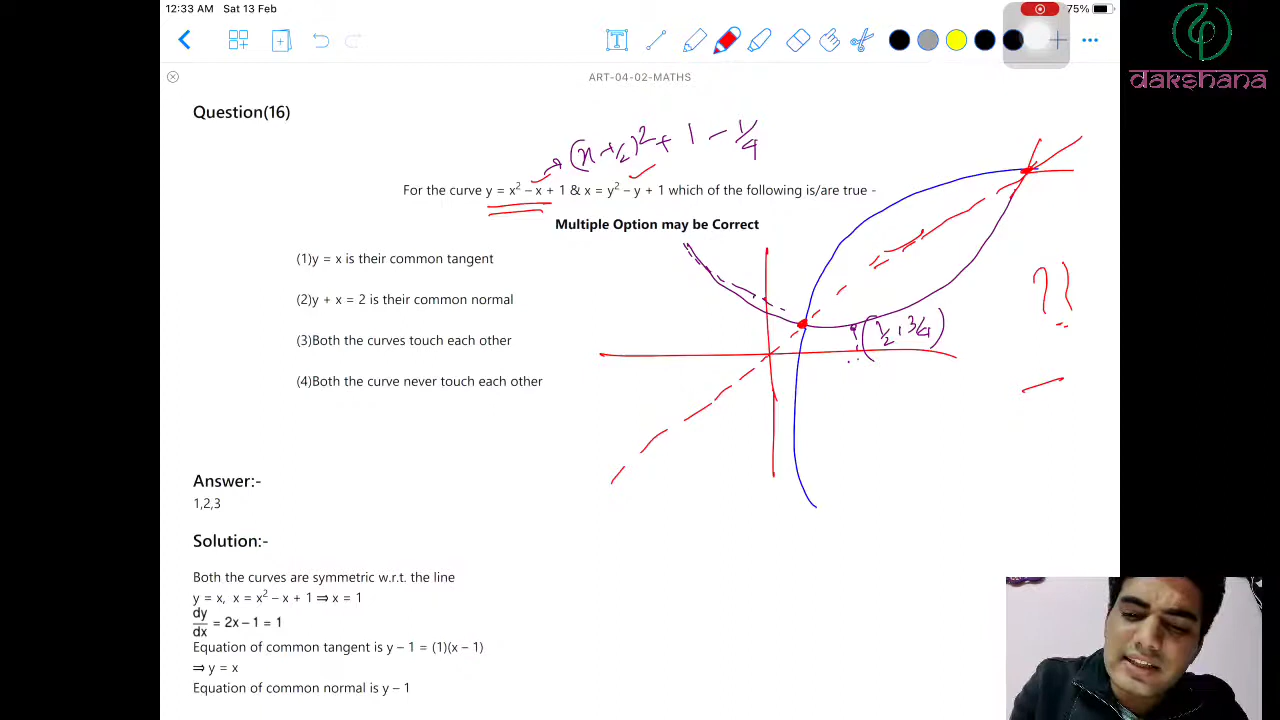 12:33 AM Sat 13 Feb
75%
dakshana
ART-04-02-MATHS
Question(16)
(x + 1/2)² + 1 − 1/4
For the curve y = x² − x + 1 & x = y² − y + 1 which of the following is/are true -
Multiple Option may be Correct
(1)y = x is their common tangent
(2)y + x = 2 is their common normal
(3)Both the curves touch each other
(4)Both the curve never touch each other
(1/2, 3/4)
??
Answer:-
1,2,3
Solution:-
Both the curves are symmetric w.r.t. the line
y = x, x = x² − x + 1 ⇒ x = 1
dy/dx = 2x − 1 = 1
Equation of common tangent is y − 1 = (1)(x − 1)
⇒ y = x
Equation of common normal is y − 1